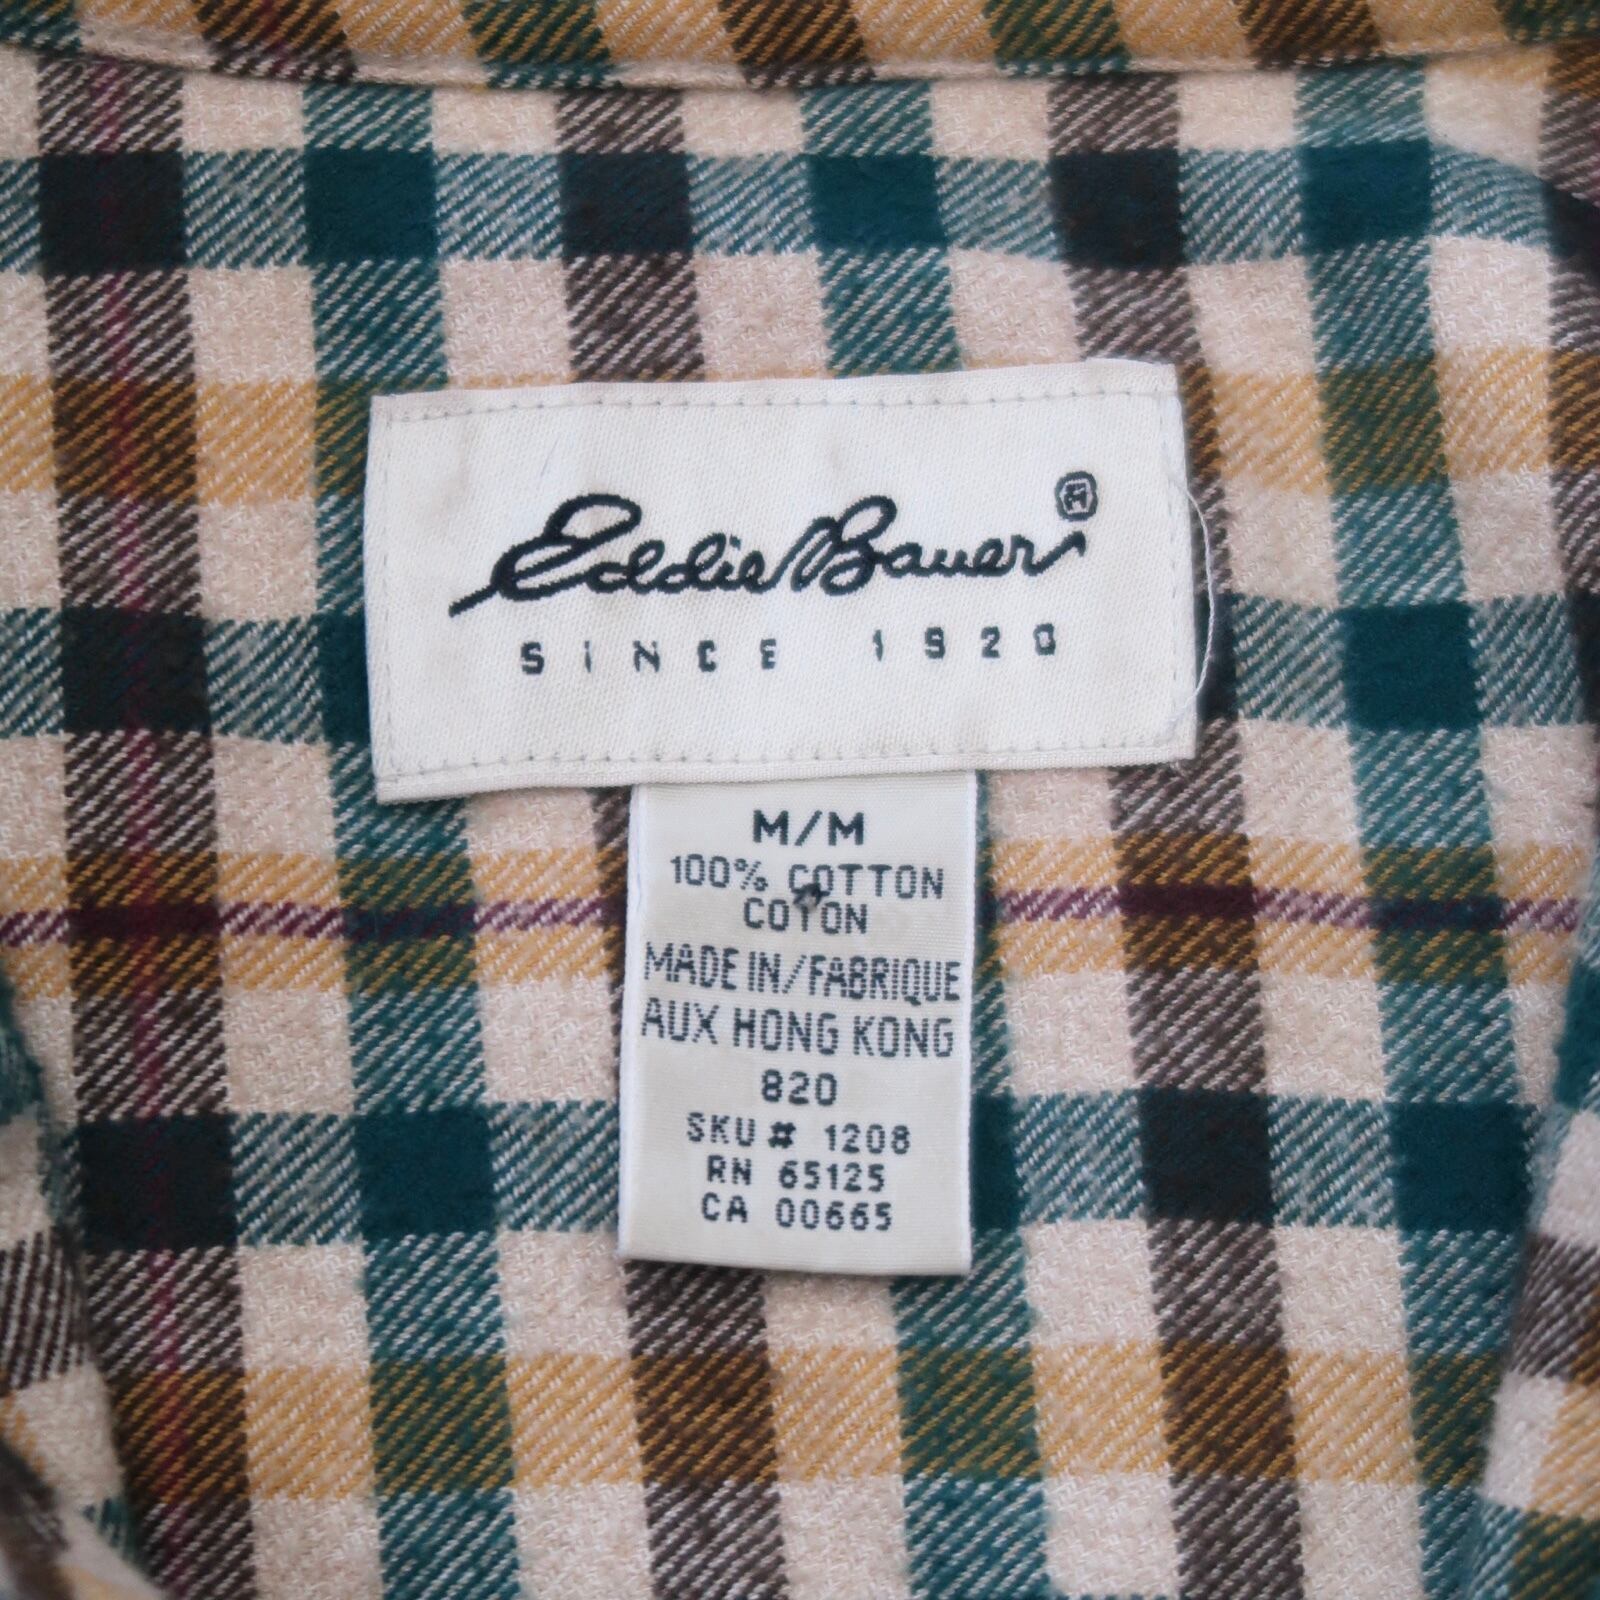 Eddie Bauer®
SINCE 1920
M/M
100% COTTON
COTON
MADE IN/FABRIQUE
AUX HONG KONG
820
SKU # 1208
RN 65125
CA 00665